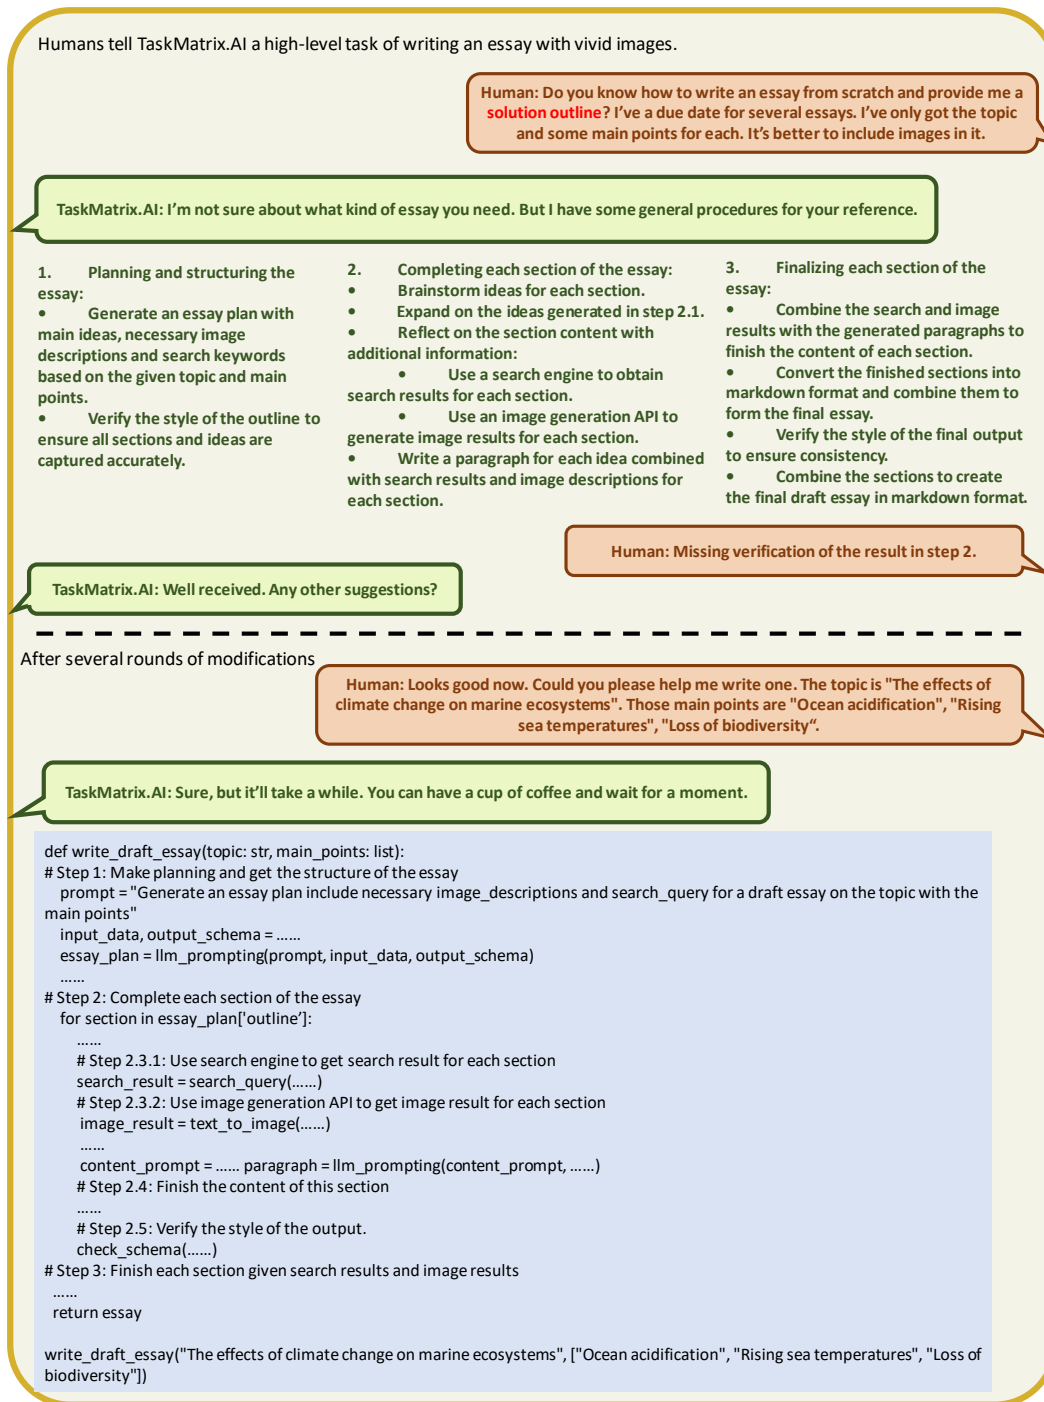 Humans tell TaskMatrix.AI a high-level task of writing an essay with vivid images.
Human: Do you know how to write an essay from scratch and provide me a
solution outline? I've a due date for several essays. I've only got the topic
and some main points for each. It's better to include images in it.
TaskMatrix.AI: I'm not sure about what kind of essay you need. But I have some general procedures for your reference.
1. Planning and structuring the
essay:
• Generate an essay plan with
main ideas, necessary image
descriptions and search keywords
based on the given topic and main
points.
• Verify the style of the outline to
ensure all sections and ideas are
captured accurately.
2. Completing each section of the essay:
• Brainstorm ideas for each section.
• Expand on the ideas generated in step 2.1.
• Reflect on the section content with
additional information:
• Use a search engine to obtain
search results for each section.
• Use an image generation API to
generate image results for each section.
• Write a paragraph for each idea combined
with search results and image descriptions for
each section.
3. Finalizing each section of the
essay:
• Combine the search and image
results with the generated paragraphs to
finish the content of each section.
• Convert the finished sections into
markdown format and combine them to
form the final essay.
• Verify the style of the final output
to ensure consistency.
• Combine the sections to create
the final draft essay in markdown format.
Human: Missing verification of the result in step 2.
TaskMatrix.AI: Well received. Any other suggestions?
After several rounds of modifications
Human: Looks good now. Could you please help me write one. The topic is "The effects of
climate change on marine ecosystems". Those main points are "Ocean acidification", "Rising
sea temperatures", "Loss of biodiversity“.
TaskMatrix.AI: Sure, but it'll take a while. You can have a cup of coffee and wait for a moment.
def write_draft_essay(topic: str, main_points: list):
# Step 1: Make planning and get the structure of the essay
prompt = "Generate an essay plan include necessary image_descriptions and search_query for a draft essay on the topic with the
main points"
input_data, output_schema = ……
essay_plan = llm_prompting(prompt, input_data, output_schema)
……
# Step 2: Complete each section of the essay
for section in essay_plan['outline’]:
……
# Step 2.3.1: Use search engine to get search result for each section
search_result = search_query(……)
# Step 2.3.2: Use image generation API to get image result for each section
image_result = text_to_image(……)
……
content_prompt = …… paragraph = llm_prompting(content_prompt, ……)
# Step 2.4: Finish the content of this section
……
# Step 2.5: Verify the style of the output.
check_schema(……)
# Step 3: Finish each section given search results and image results
……
return essay
write_draft_essay("The effects of climate change on marine ecosystems", ["Ocean acidification", "Rising sea temperatures", "Loss of
biodiversity"])